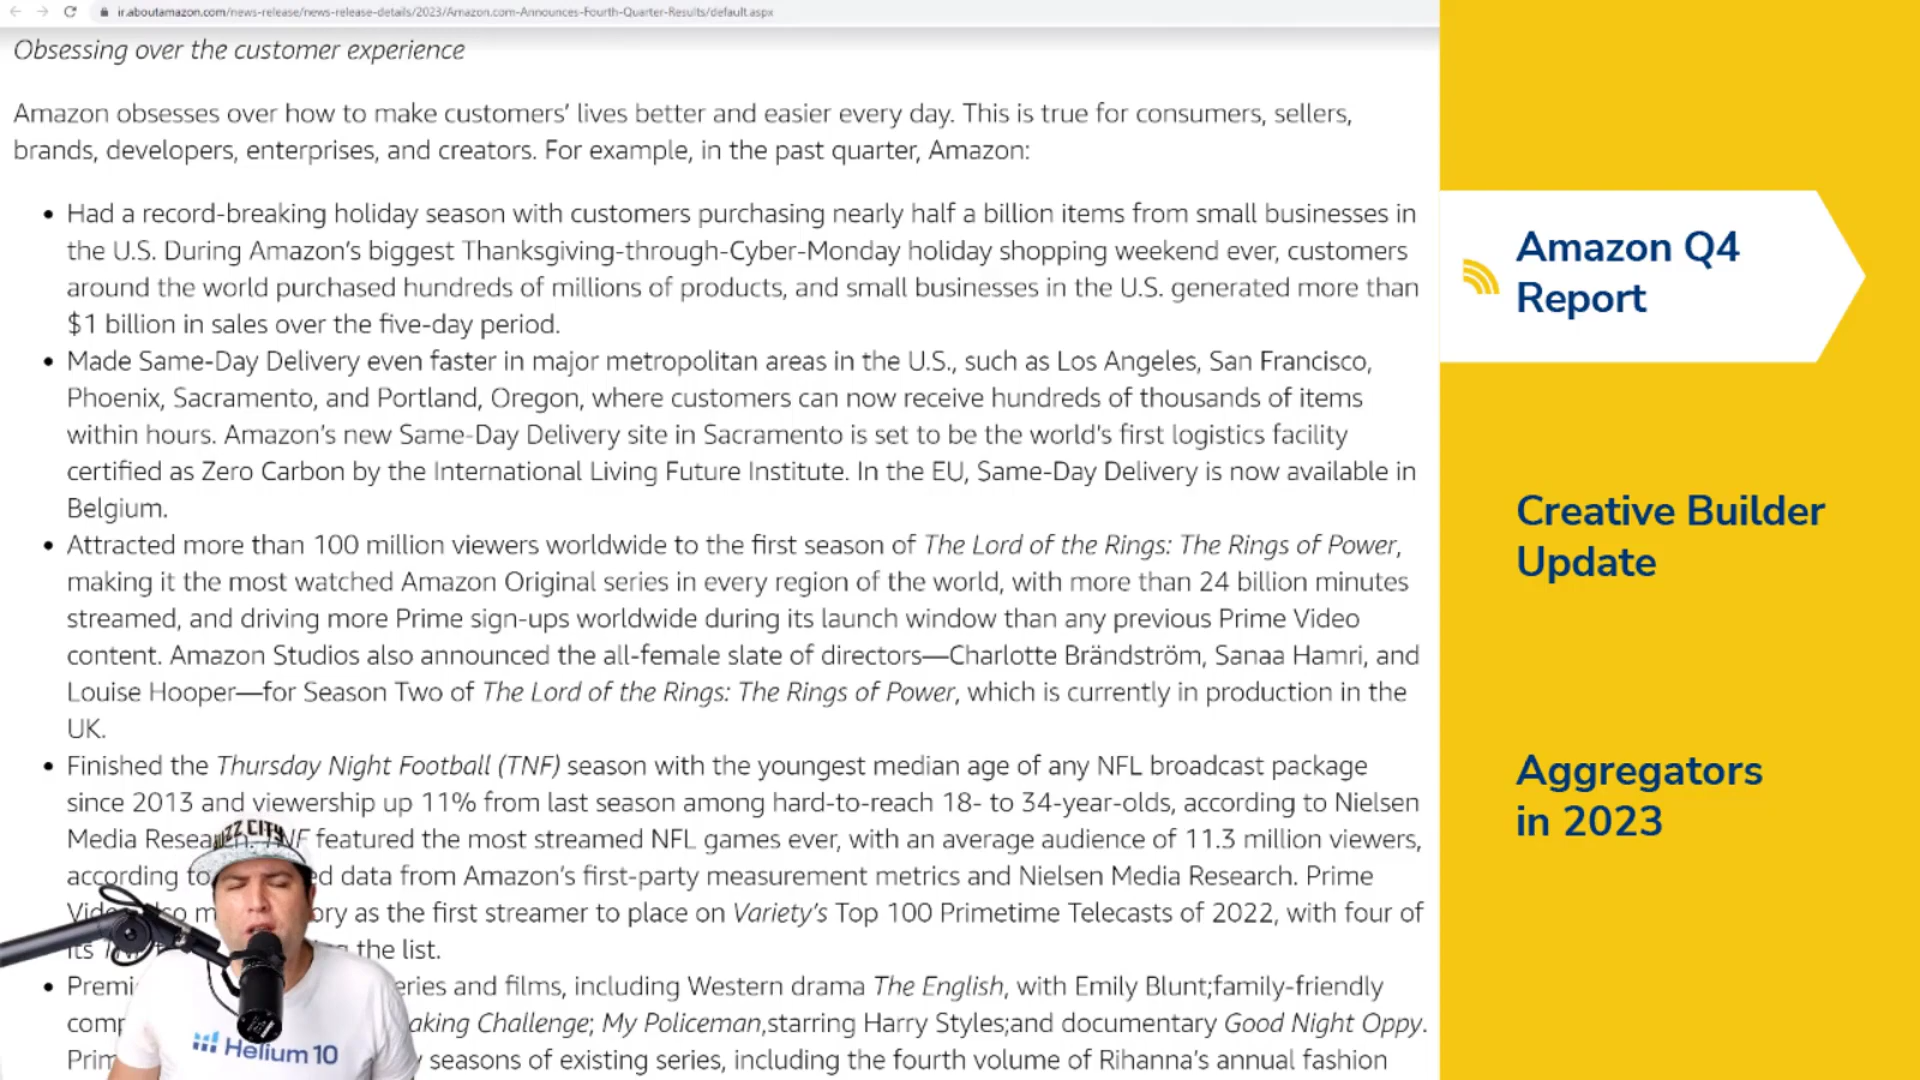 ir.aboutamazon.com/news-release/news-release-details/2023/Amazon.com-Announces-Fourth-Quarter-Results/default.aspx
Obsessing over the customer experience
Amazon obsesses over how to make customers’ lives better and easier every day. This is true for consumers, sellers,
brands, developers, enterprises, and creators. For example, in the past quarter, Amazon:
• Had a record-breaking holiday season with customers purchasing nearly half a billion items from small businesses in
the U.S. During Amazon’s biggest Thanksgiving-through-Cyber-Monday holiday shopping weekend ever, customers
around the world purchased hundreds of millions of products, and small businesses in the U.S. generated more than
$1 billion in sales over the five-day period.
• Made Same-Day Delivery even faster in major metropolitan areas in the U.S., such as Los Angeles, San Francisco,
Phoenix, Sacramento, and Portland, Oregon, where customers can now receive hundreds of thousands of items
within hours. Amazon’s new Same-Day Delivery site in Sacramento is set to be the world’s first logistics facility
certified as Zero Carbon by the International Living Future Institute. In the EU, Same-Day Delivery is now available in
Belgium.
• Attracted more than 100 million viewers worldwide to the first season of The Lord of the Rings: The Rings of Power,
making it the most watched Amazon Original series in every region of the world, with more than 24 billion minutes
streamed, and driving more Prime sign-ups worldwide during its launch window than any previous Prime Video
content. Amazon Studios also announced the all-female slate of directors—Charlotte Brändström, Sanaa Hamri, and
Louise Hooper—for Season Two of The Lord of the Rings: The Rings of Power, which is currently in production in the
UK.
• Finished the Thursday Night Football (TNF) season with the youngest median age of any NFL broadcast package
since 2013 and viewership up 11% from last season among hard-to-reach 18- to 34-year-olds, according to Nielsen
Media featured the most streamed NFL games ever, with an average audience of 11.3 million viewers,
according to data from Amazon’s first-party measurement metrics and Nielsen Media Research. Prime
as the first streamer to place on Variety’s Top 100 Primetime Telecasts of 2022, with four of
its the list.
• and films, including Western drama The English, with Emily Blunt;family-friendly
Challenge; My Policeman,starring Harry Styles;and documentary Good Night Oppy.
seasons of existing series, including the fourth volume of Rihanna’s annual fashion
CITY
Helium 10
Amazon Q4
Report
Creative Builder
Update
Aggregators
in 2023